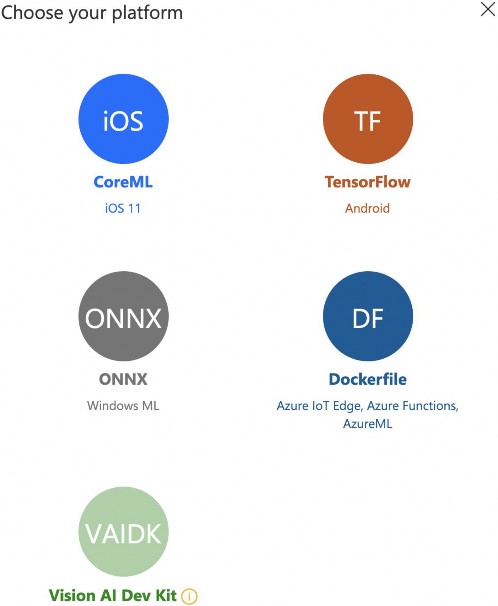 Choose your platform
iOS
TF
CoreML
TensorFlow
iOS 11
Android
ONNX
DF
ONNX
Dockerfile
Windows ML
Azure IoT Edge, Azure Functions,
AzureML
VAIDK
Vision AI Dev Kit